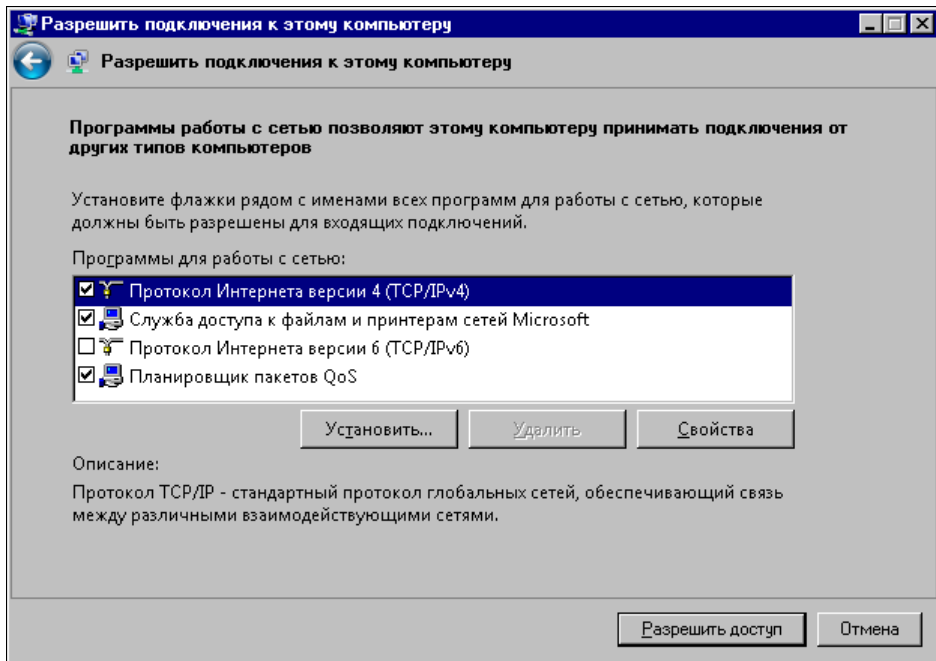 Разрешить подключения к этому компьютеру
Разрешить подключения к этому компьютеру
Программы работы с сетью позволяют этому компьютеру принимать подключения от
других типов компьютеров
Установите флажки рядом с именами всех программ для работы с сетью, которые
должны быть разрешены для входящих подключений.
Программы для работы с сетью:
Протокол Интернета версии 4 (TCP/IPv4)
Служба доступа к файлам и принтерам сетей Microsoft
Протокол Интернета версии 6 (TCP/IPv6)
Планировщик пакетов QoS
Установить...
Удалить
Свойства
Описание:
Протокол TCP/IP - стандартный протокол глобальных сетей, обеспечивающий связь
между различными взаимодействующими сетями.
Разрешить доступ
Отмена